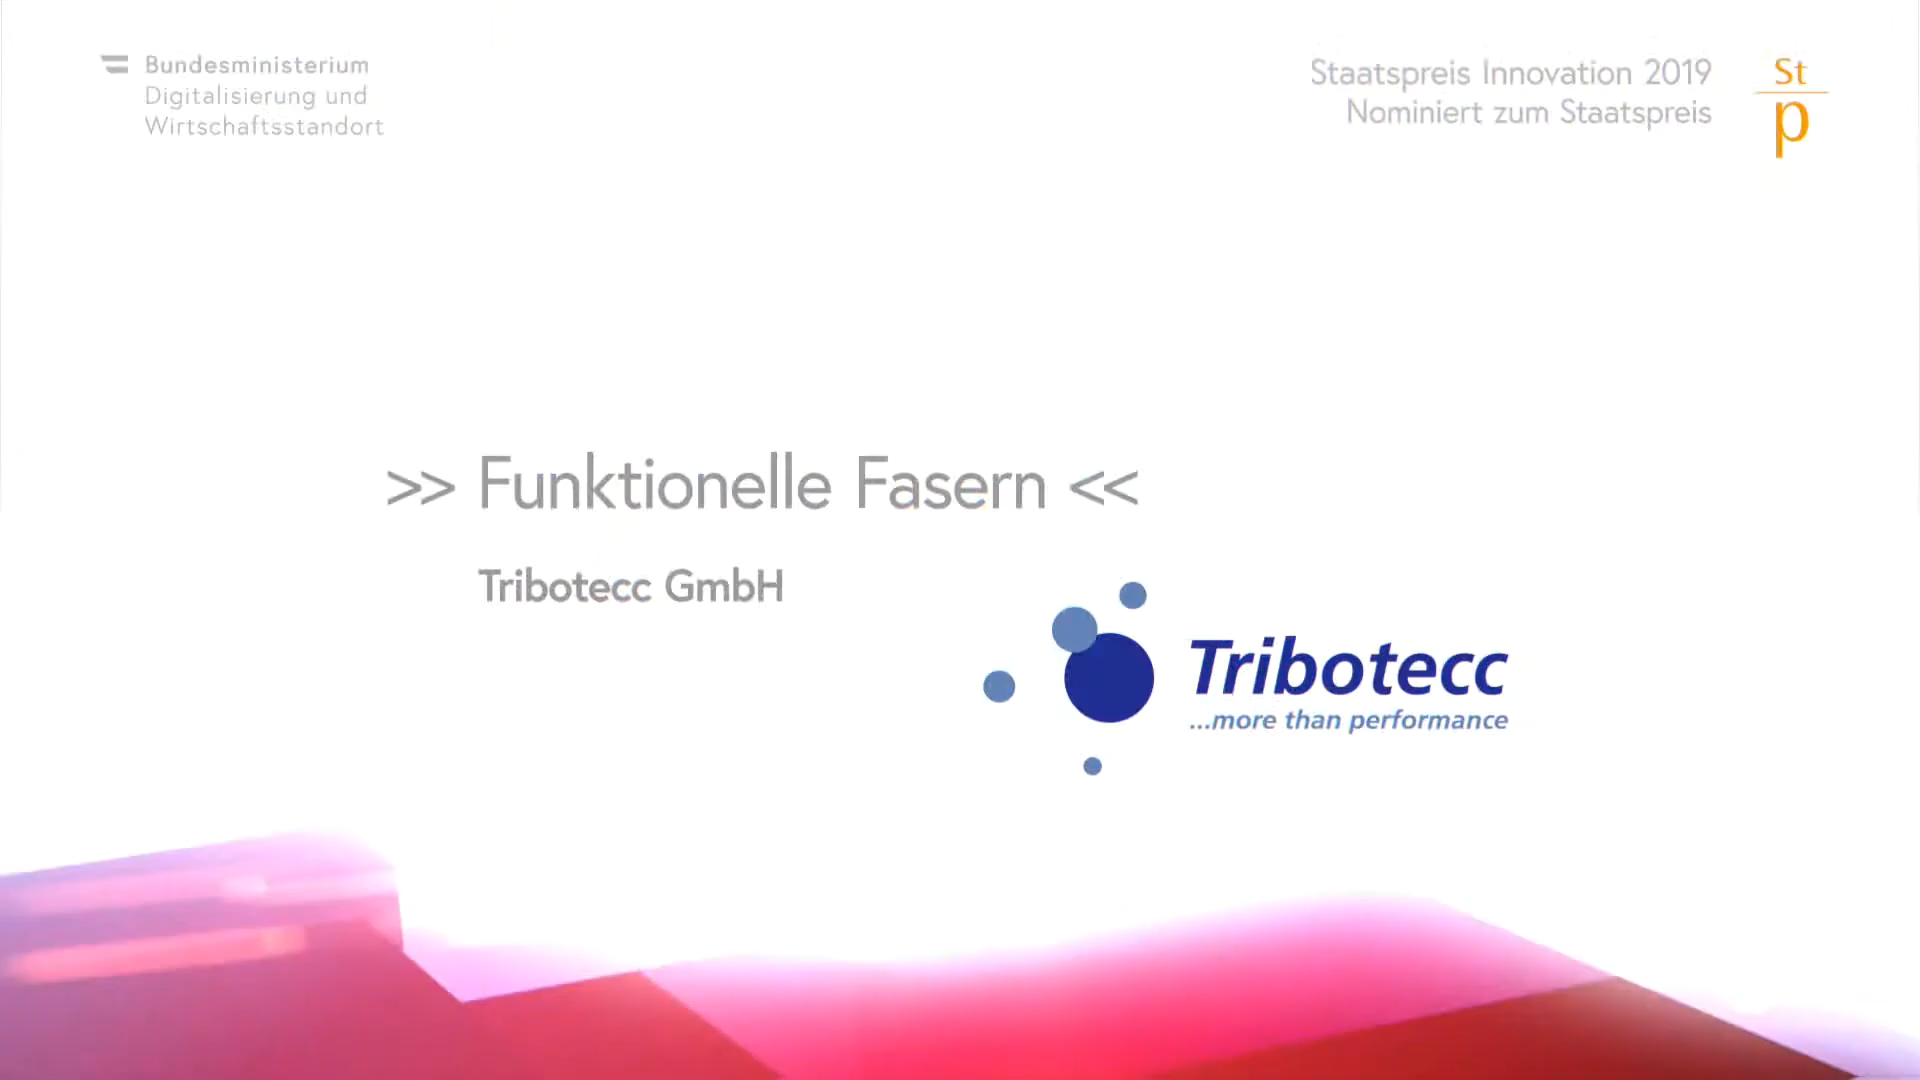 Bundesministerium
Digitalisierung und
Wirtschaftsstandort
Staatspreis Innovation 2019
Nominiert zum Staatspreis
St
p
>> Funktionelle Fasern <<
Tribotecc GmbH
Tribotecc
...more than performance